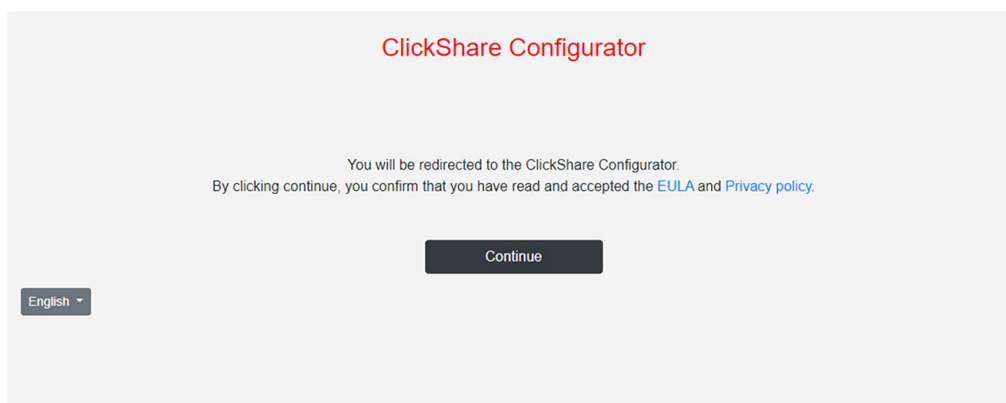 ClickShare Configurator
You will be redirected to the ClickShare Configurator.
By clicking continue, you confirm that you have read and accepted the EULA and Privacy policy.
Continue
English